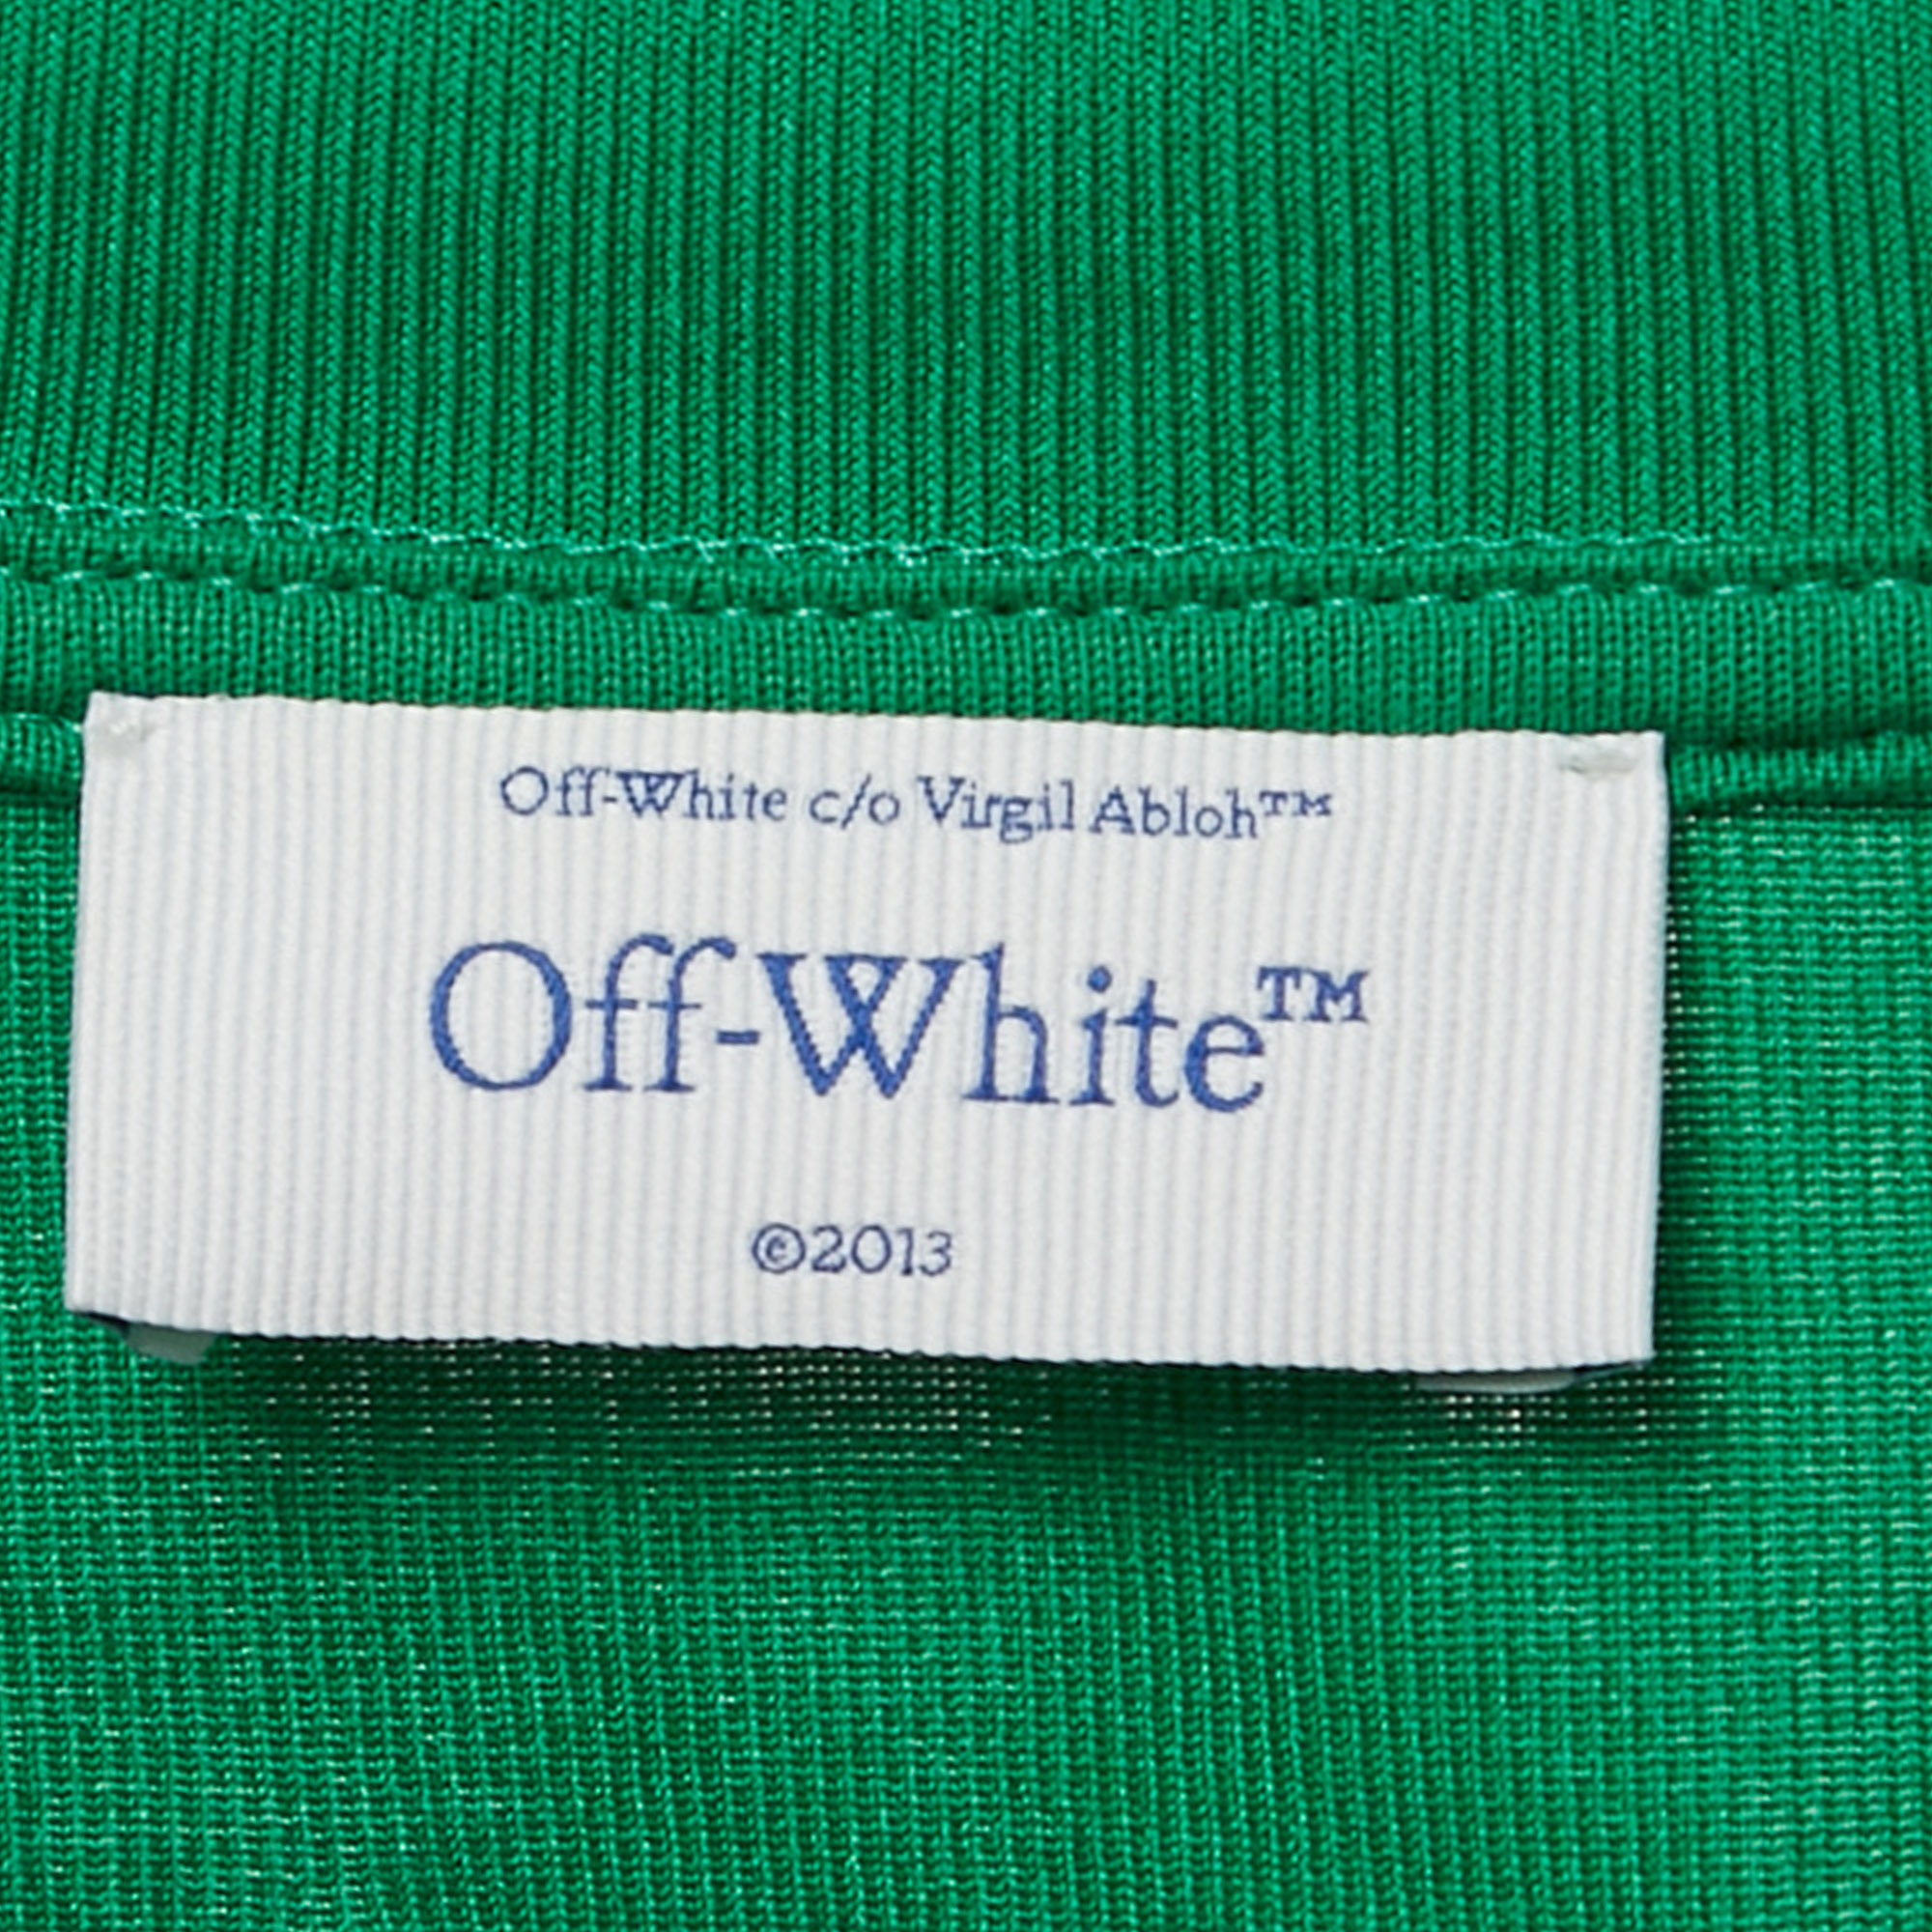 Off-White c/o Virgil Abloh™
Off-White™
©2013